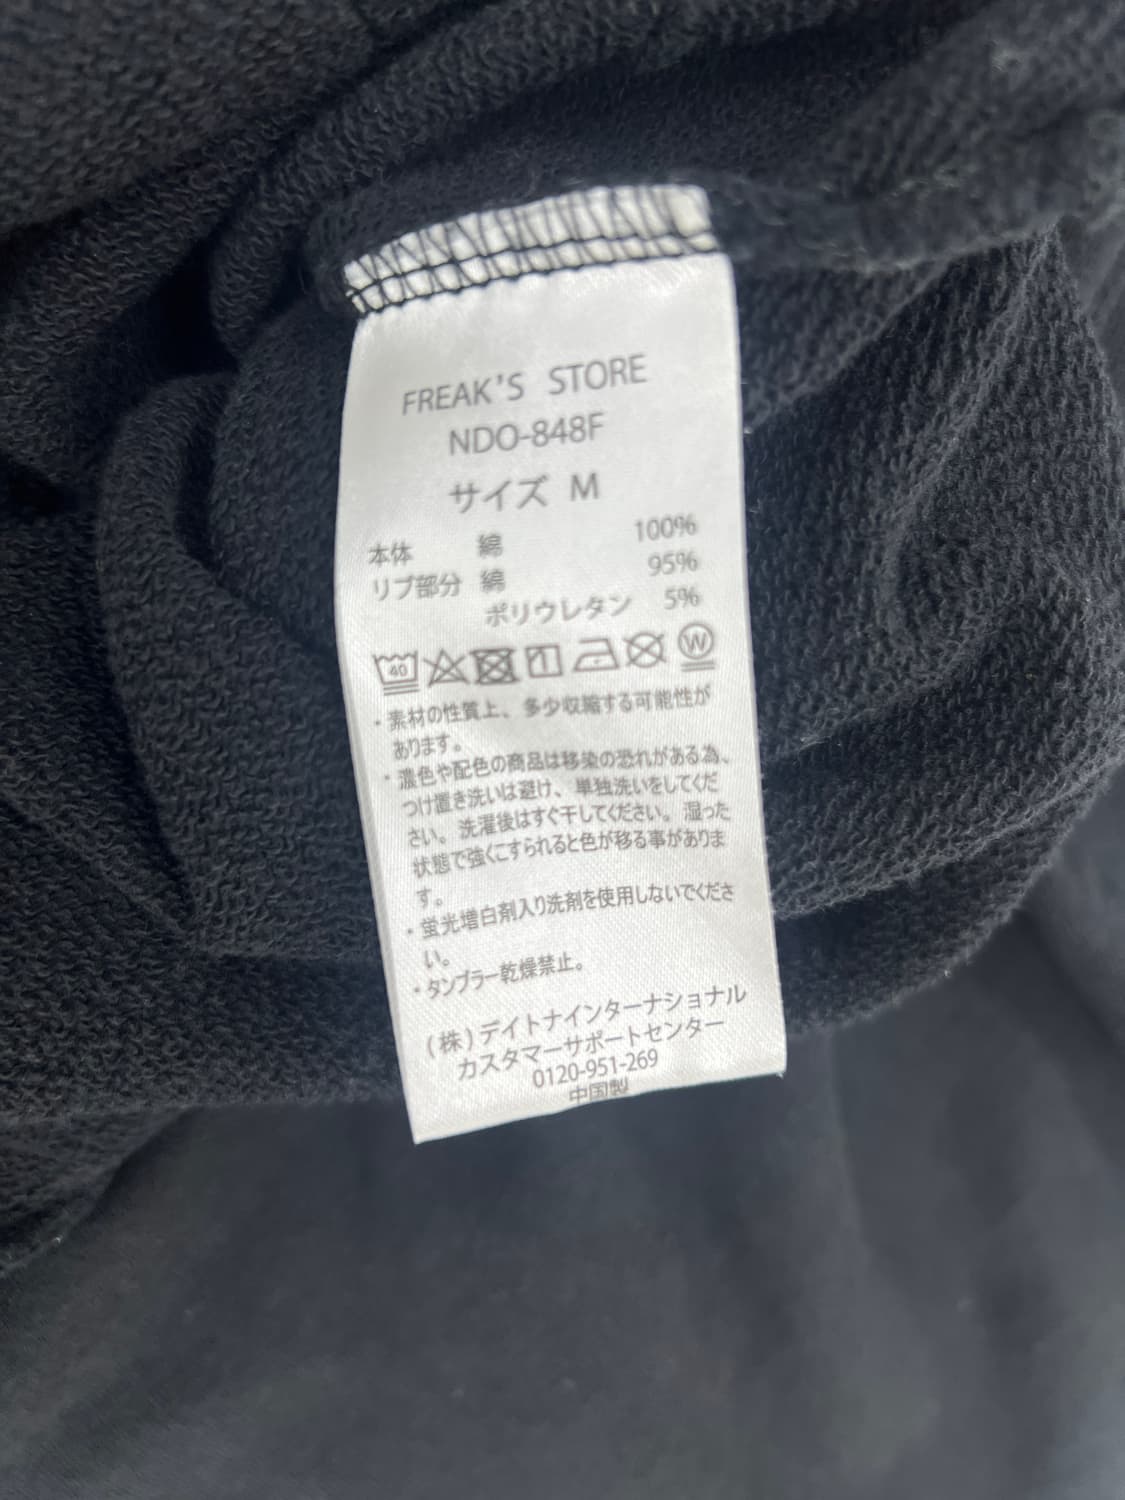 FREAK'S STORE
NDO-848F
サイズ M
本体 綿 100%
リブ部分 綿 95%
ポリウレタン 5%
40
W
・素材の性質上、多少収縮する可能性が
あります。
・濃色や配色の商品は移染の恐れがある為、
つけ置き洗いは避け、単独洗いをしてくだ
さい。洗濯後はすぐ干してください。湿った
状態で強くこすられると色が移る事がありま
す。
・蛍光増白剤入り洗剤を使用しないでくださ
い。
・タンブラー乾燥禁止。
(株)デイトナインターナショナル
カスタマーサポートセンター
0120-951-269
中国製